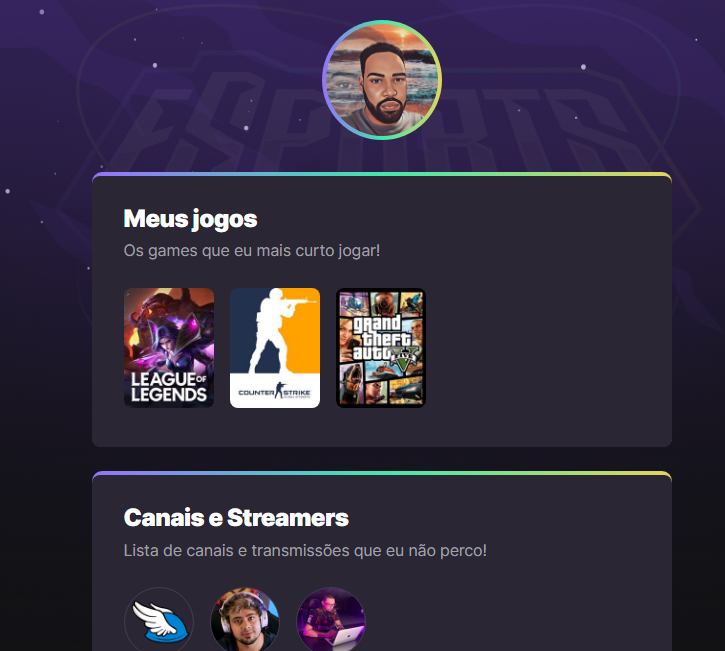 ESPORTS
Meus jogos
Os games que eu mais curto jogar!
LEAGUE OF
LEGENDS
COUNTER STRIKE
grand
theft
auto
FIVE
Canais e Streamers
Lista de canais e transmissões que eu não perco!